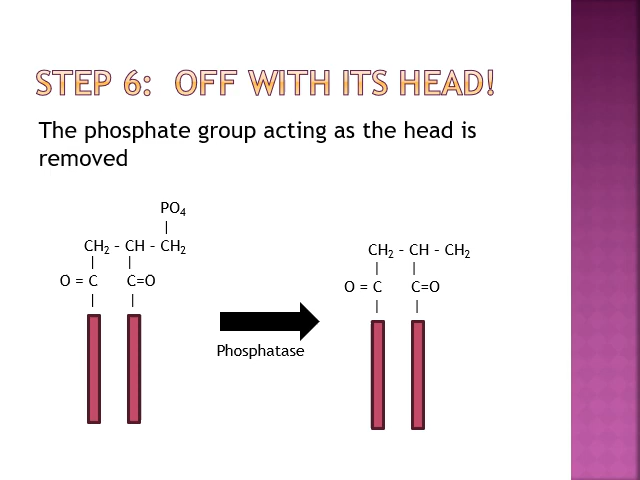 STEP 6: OFF WITH ITS HEAD!
The phosphate group acting as the head is
removed
PO₄
|
CH₂ – CH – CH₂
| |
O = C C=O
| |
Phosphatase
CH₂ – CH – CH₂
| |
O = C C=O
| |